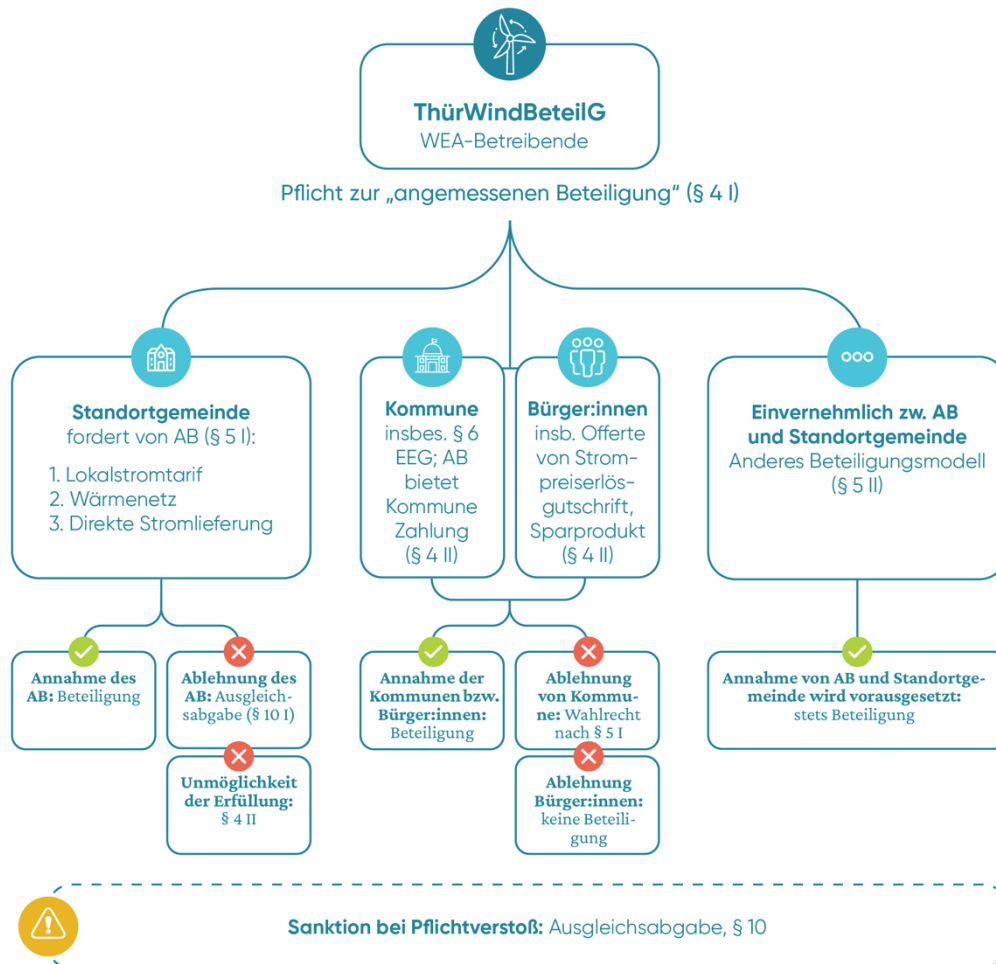 ThürWindBeteilG
WEA-Betreibende
Pflicht zur „angemessenen Beteiligung“ (§ 4 I)
Standortgemeinde
fordert von AB (§ 5 I):
1. Lokalstromtarif
2. Wärmenetz
3. Direkte Stromlieferung
Kommune
insbes. § 6
EEG; AB
bietet
Kommune
Zahlung
(§ 4 II)
Bürger:innen
insb. Offerte
von Strom-
preiserlös-
gutschrift,
Sparprodukt
(§ 4 II)
Einvernehmlich zw. AB
und Standortgemeinde
Anderes Beteiligungsmodell
(§ 5 II)
Annahme des
AB: Beteiligung
Ablehnung des
AB: Ausgleich-
sabgabe (§ 10 I)
Unmöglichkeit
der Erfüllung:
§ 4 II
Annahme der
Kommunen bzw.
Bürger:innen:
Beteiligung
Ablehnung
von Kommu-
ne: Wahlrecht
nach § 5 I
Ablehnung
Bürger:innen:
keine Beteili-
gung
Annahme von AB und Standortge-
meinde wird vorausgesetzt:
stets Beteiligung
Sanktion bei Pflichtverstoß: Ausgleichsabgabe, § 10